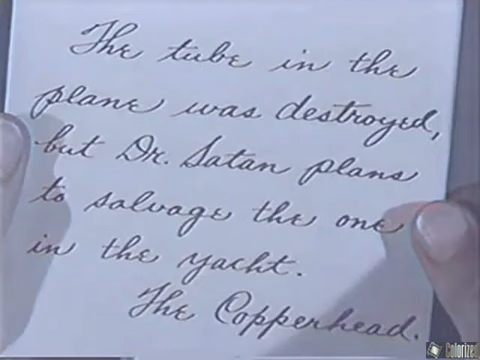 The tube in the
plane was destroyed,
but Dr. Satan plans
to salvage the one
in the yacht.
The Copperhead.
Colorized